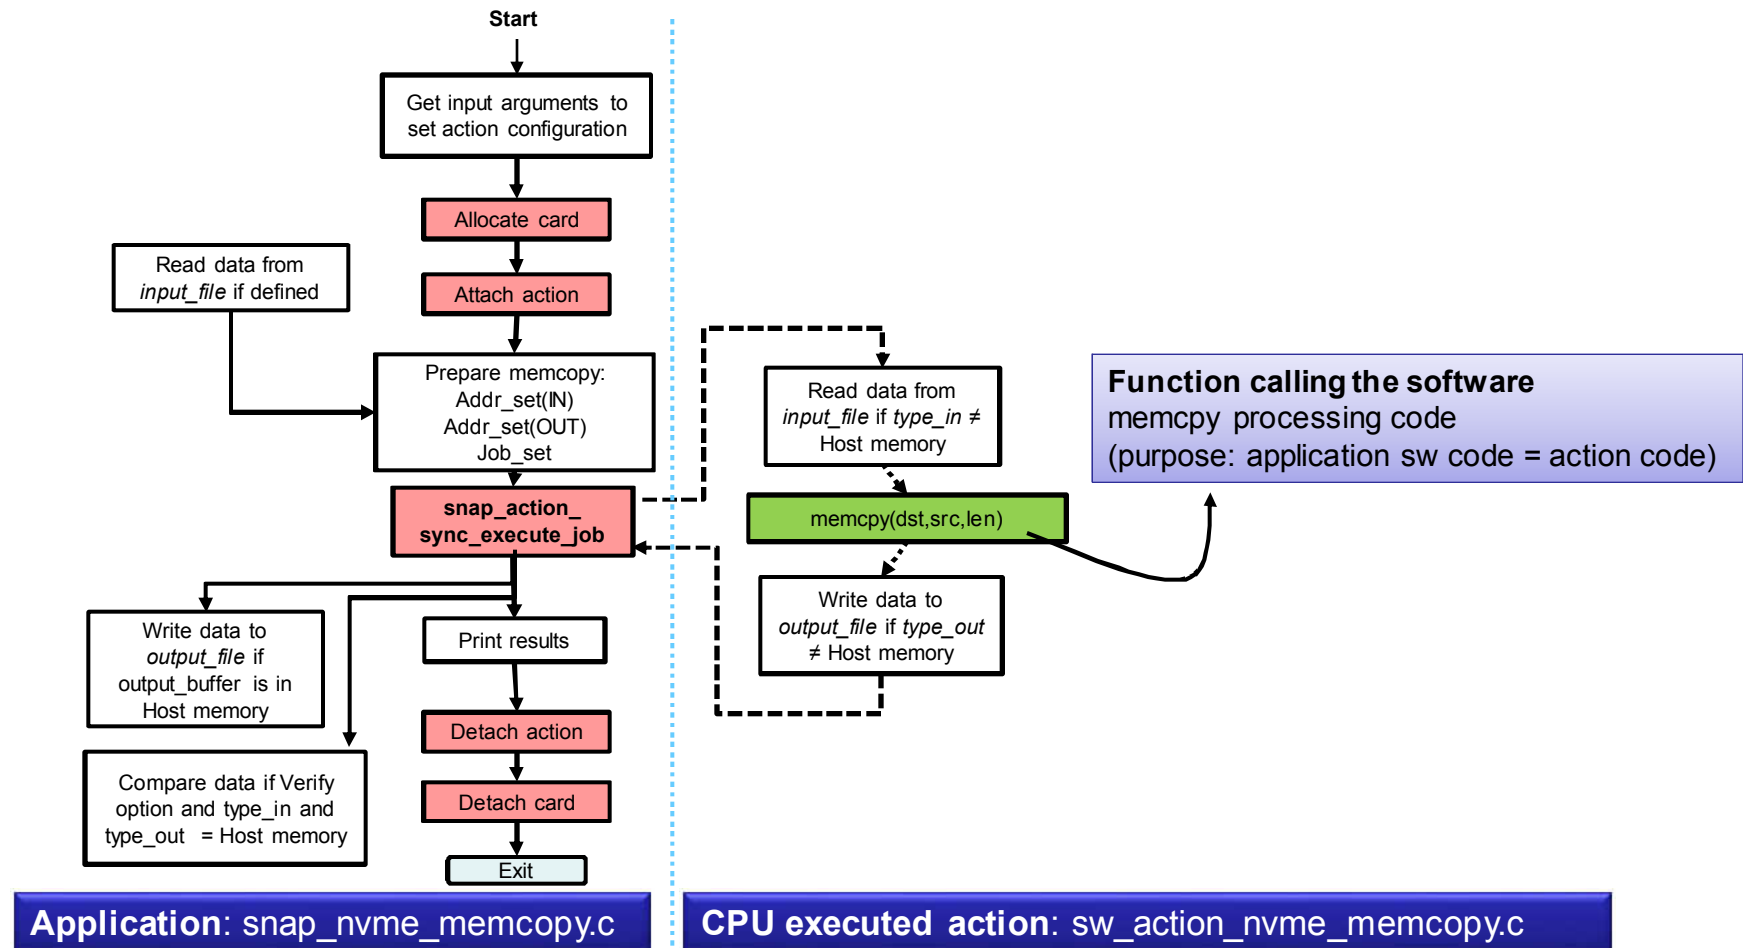 Start
Get input arguments to
set action configuration
Allocate card
Read data from
input_file if defined
Attach action
Prepare memcopy:
Addr_set(IN)
Addr_set(OUT)
Job_set
snap_action_
sync_execute_job
Write data to
output_file if
output_buffer is in
Host memory
Print results
Detach action
Compare data if Verify
option and type_in and
type_out = Host memory
Detach card
Exit
Read data from
input_file if type_in ≠
Host memory
memcpy(dst,src,len)
Write data to
output_file if type_out
≠ Host memory
Function calling the software
memcpy processing code
(purpose: application sw code = action code)
Application: snap_nvme_memcopy.c
CPU executed action: sw_action_nvme_memcopy.c